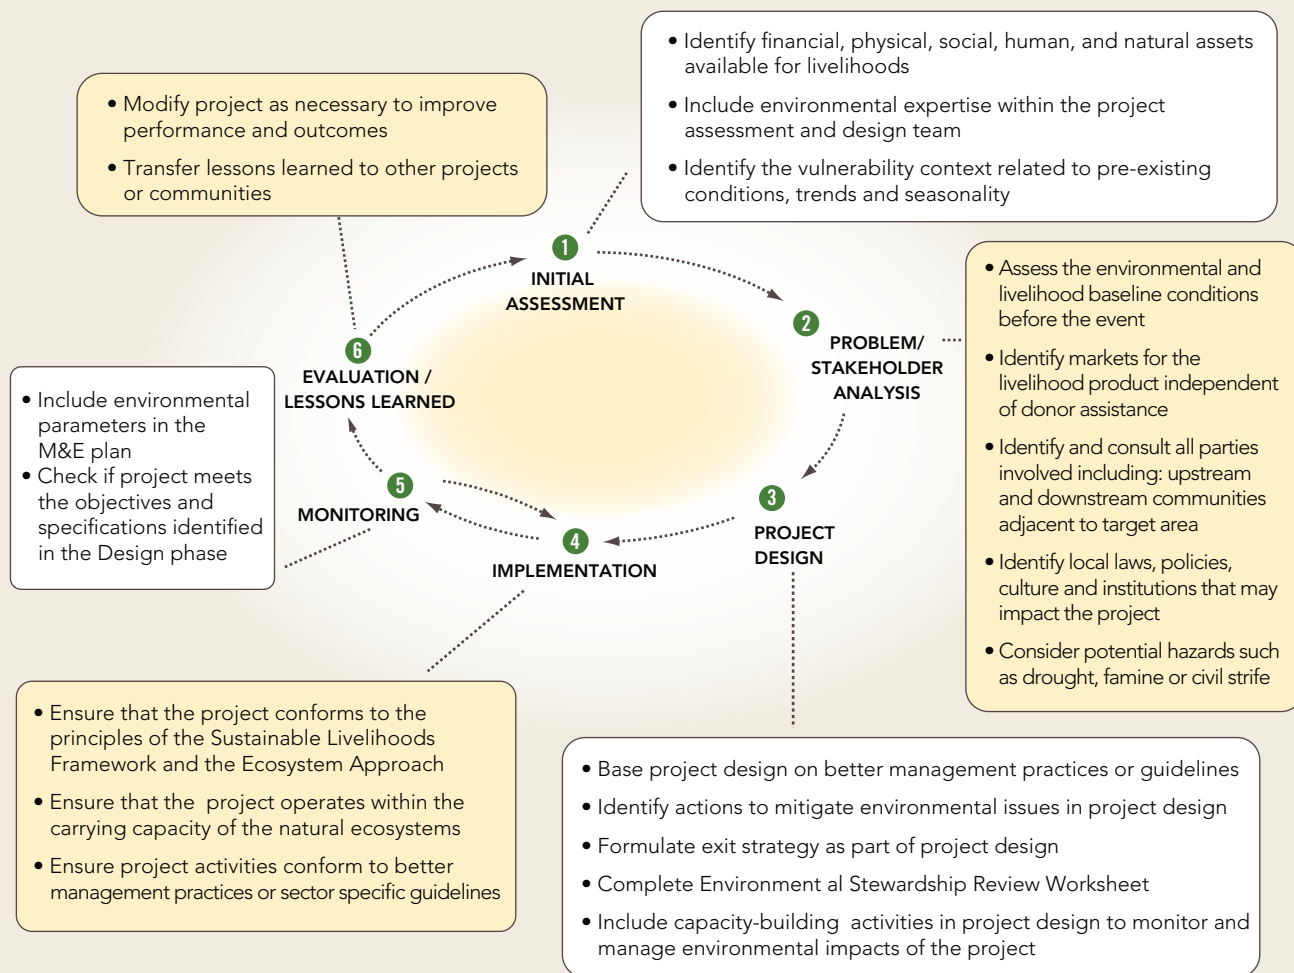 • Identify financial, physical, social, human, and natural assets
available for livelihoods
• Include environmental expertise within the project
assessment and design team
• Identify the vulnerability context related to pre-existing
conditions, trends and seasonality
• Modify project as necessary to improve
performance and outcomes
• Transfer lessons learned to other projects
or communities
1
INITIAL
ASSESSMENT
2
PROBLEM/
STAKEHOLDER
ANALYSIS
• Assess the environmental and
livelihood baseline conditions
before the event
• Identify markets for the
livelihood product independent
of donor assistance
• Identify and consult all parties
involved including: upstream
and downstream communities
adjacent to target area
• Identify local laws, policies,
culture and institutions that may
impact the project
• Consider potential hazards such
as drought, famine or civil strife
6
EVALUATION /
LESSONS LEARNED
• Include environmental
parameters in the
M&E plan
• Check if project meets
the objectives and
specifications identified
in the Design phase
5
MONITORING
4
IMPLEMENTATION
3
PROJECT
DESIGN
• Ensure that the project conforms to the
principles of the Sustainable Livelihoods
Framework and the Ecosystem Approach
• Ensure that the  project operates within the
carrying capacity of the natural ecosystems
• Ensure project activities conform to better
management practices or sector specific guidelines
• Base project design on better management practices or guidelines
• Identify actions to mitigate environmental issues in project design
• Formulate exit strategy as part of project design
• Complete Environment al Stewardship Review Worksheet
• Include capacity-building  activities in project design to monitor and
manage environmental impacts of the project